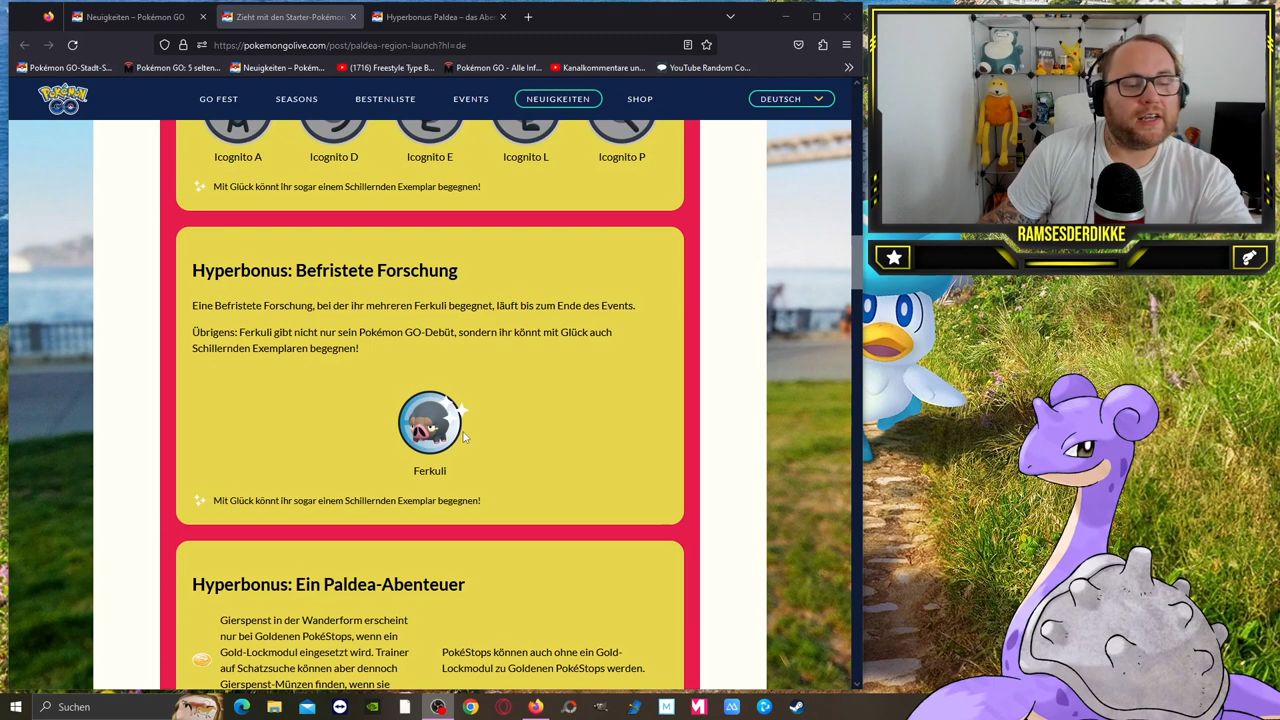 Neuigkeiten – Pokémon GO
Zieht mit den Starter-Pokémon
Hyperbonus: Paldea – das Aben
https://pokemongolive.com/post/paldea-region-launch?hl=de
Pokémon GO-Stadt-S...
Pokémon GO: 5 selten...
Neuigkeiten – Pokém...
(716) Freestyle Type B...
Pokémon GO - Alle Inf...
Kanalkommentare un...
YouTube Random Co...
POKÉMON GO
GO FEST
SEASONS
BESTENLISTE
EVENTS
NEUIGKEITEN
SHOP
DEUTSCH
Icognito A
Icognito D
Icognito E
Icognito L
Icognito P
Mit Glück könnt ihr sogar einem Schillernden Exemplar begegnen!
Hyperbonus: Befristete Forschung
Eine Befristete Forschung, bei der ihr mehreren Ferkuli begegnet, läuft bis zum Ende des Events.
Übrigens: Ferkuli gibt nicht nur sein Pokémon GO-Debüt, sondern ihr könnt mit Glück auch
Schillernden Exemplaren begegnen!
Ferkuli
Mit Glück könnt ihr sogar einem Schillernden Exemplar begegnen!
Hyperbonus: Ein Paldea-Abenteuer
Gierspenst in der Wanderform erscheint
nur bei Goldenen PokéStops, wenn ein
Gold-Lockmodul eingesetzt wird. Trainer
auf Schatzsuche können aber dennoch
Gierspenst-Münzen finden, wenn sie
PokéStops können auch ohne ein Gold-
Lockmodul zu Goldenen PokéStops werden.
RAMSESDERDIKKE
Suchen